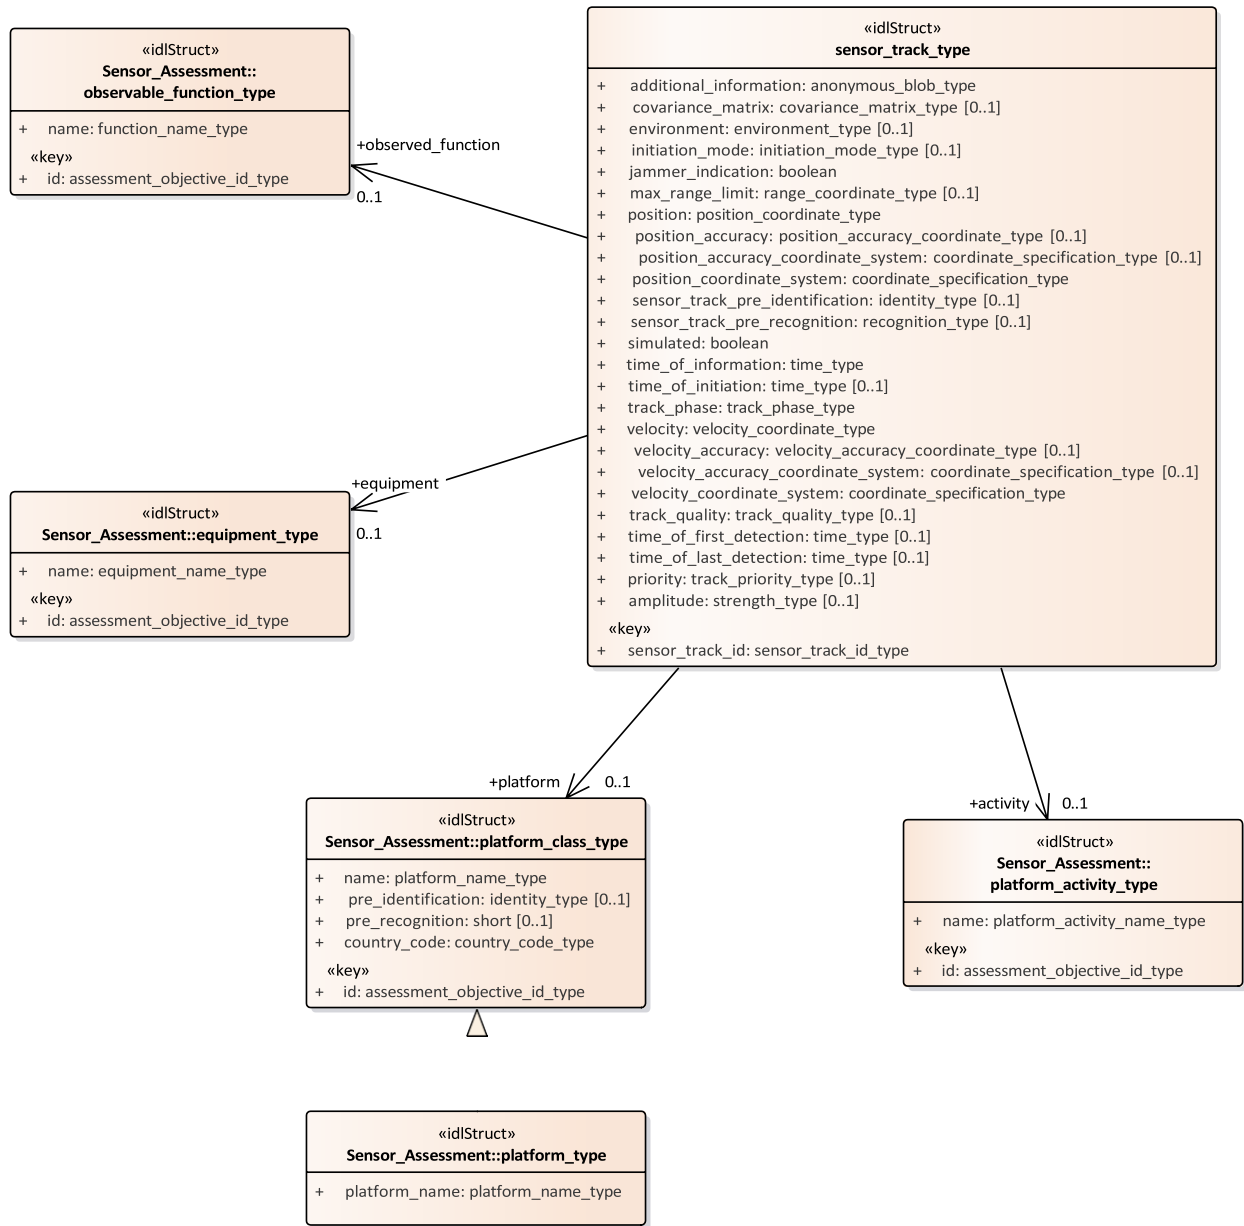 «idlStruct»
Sensor_Assessment::
observable_function_type
+ name: function_name_type
«key»
+ id: assessment_objective_id_type
«idlStruct»
sensor_track_type
+ additional_information: anonymous_blob_type
+ covariance_matrix: covariance_matrix_type [0..1]
+ environment: environment_type [0..1]
+ initiation_mode: initiation_mode_type [0..1]
+ jammer_indication: boolean
+ max_range_limit: range_coordinate_type [0..1]
+ position: position_coordinate_type
+ position_accuracy: position_accuracy_coordinate_type [0..1]
+ position_accuracy_coordinate_system: coordinate_specification_type [0..1]
+ position_coordinate_system: coordinate_specification_type
+ sensor_track_pre_identification: identity_type [0..1]
+ sensor_track_pre_recognition: recognition_type [0..1]
+ simulated: boolean
+ time_of_information: time_type
+ time_of_initiation: time_type [0..1]
+ track_phase: track_phase_type
+ velocity: velocity_coordinate_type
+ velocity_accuracy: velocity_accuracy_coordinate_type [0..1]
+ velocity_accuracy_coordinate_system: coordinate_specification_type [0..1]
+ velocity_coordinate_system: coordinate_specification_type
+ track_quality: track_quality_type [0..1]
+ time_of_first_detection: time_type [0..1]
+ time_of_last_detection: time_type [0..1]
+ priority: track_priority_type [0..1]
+ amplitude: strength_type [0..1]
«key»
+ sensor_track_id: sensor_track_id_type
+observed_function
0..1
+equipment
0..1
«idlStruct»
Sensor_Assessment::equipment_type
+ name: equipment_name_type
«key»
+ id: assessment_objective_id_type
+platform 0..1
+activity 0..1
«idlStruct»
Sensor_Assessment::platform_class_type
+ name: platform_name_type
+ pre_identification: identity_type [0..1]
+ pre_recognition: short [0..1]
+ country_code: country_code_type
«key»
+ id: assessment_objective_id_type
«idlStruct»
Sensor_Assessment::
platform_activity_type
+ name: platform_activity_name_type
«key»
+ id: assessment_objective_id_type
«idlStruct»
Sensor_Assessment::platform_type
+ platform_name: platform_name_type